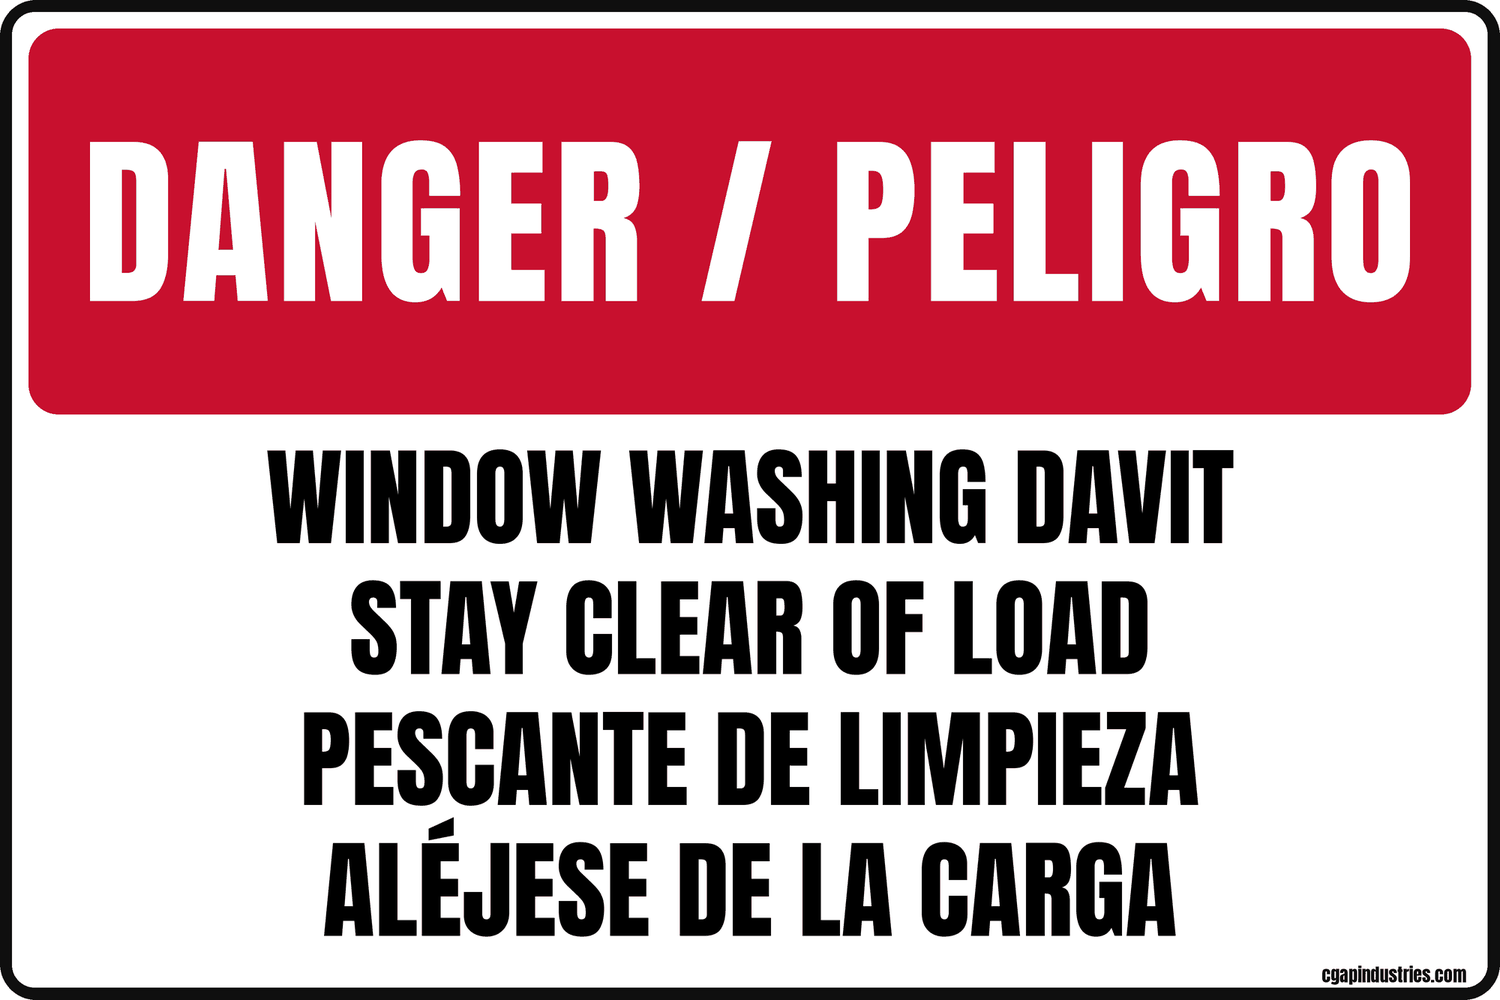 DANGER / PELIGRO
WINDOW WASHING DAVIT
STAY CLEAR OF LOAD
PESCANTE DE LIMPIEZA
ALÉJESE DE LA CARGA
cgapindustries.com